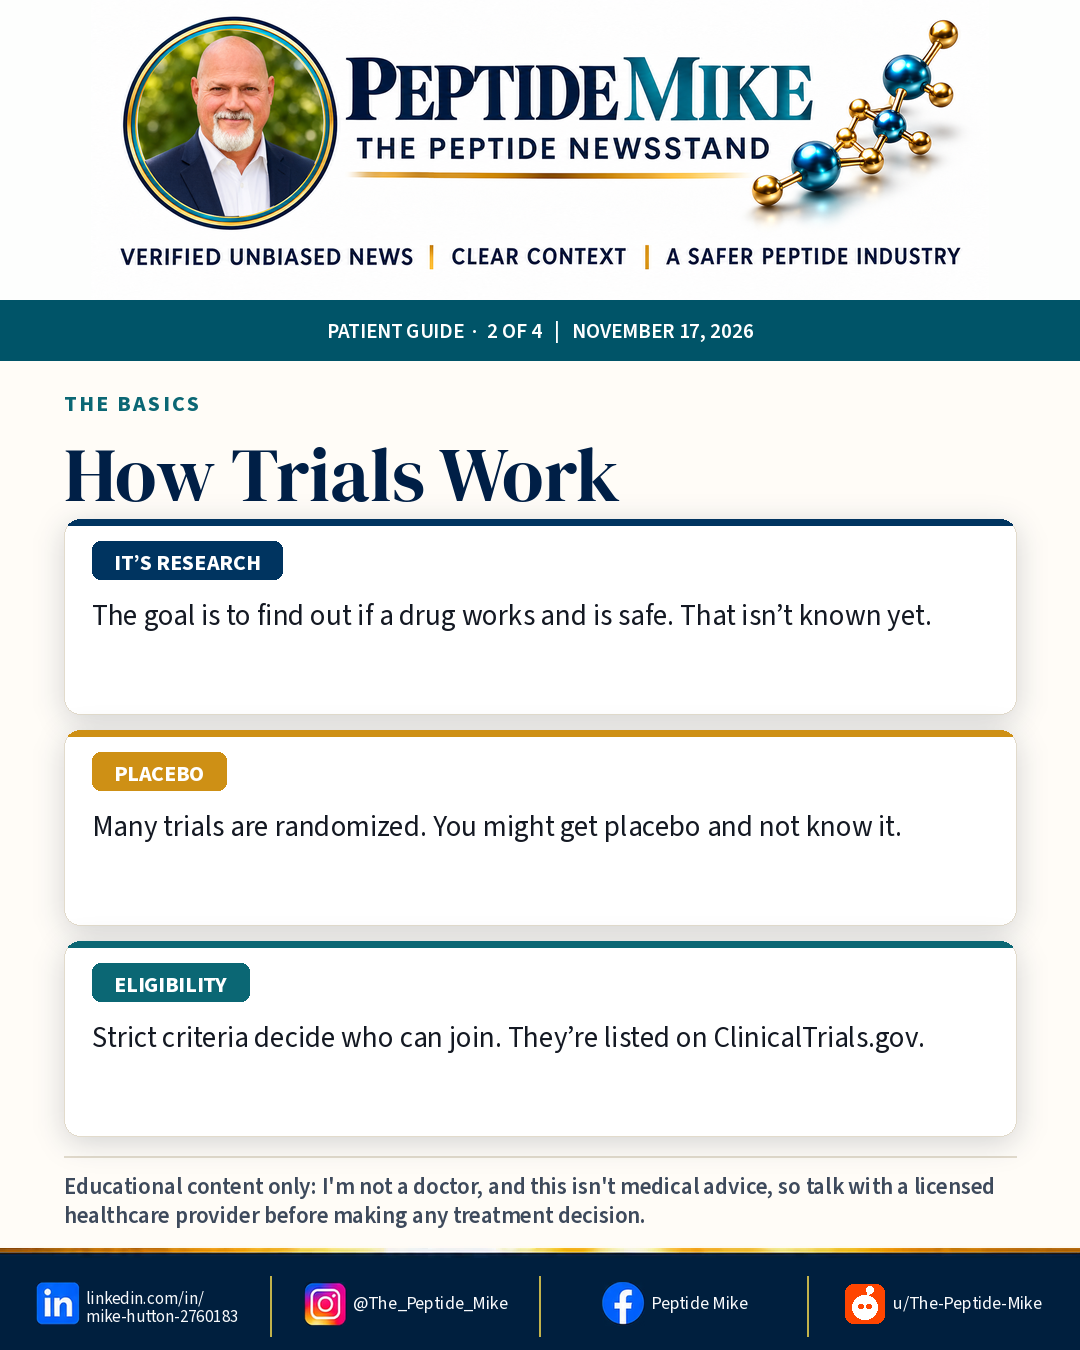 PEPTIDEMIKE
THE PEPTIDE NEWSSTAND
VERIFIED UNBIASED NEWS | CLEAR CONTEXT | A SAFER PEPTIDE INDUSTRY
PATIENT GUIDE · 2 OF 4 | NOVEMBER 17, 2026
THE BASICS
How Trials Work
IT’S RESEARCH
The goal is to find out if a drug works and is safe. That isn’t known yet.
PLACEBO
Many trials are randomized. You might get placebo and not know it.
ELIGIBILITY
Strict criteria decide who can join. They’re listed on ClinicalTrials.gov.
Educational content only: I'm not a doctor, and this isn't medical advice, so talk with a licensed
healthcare provider before making any treatment decision.
linkedin.com/in/
mike-hutton-2760183
@The_Peptide_Mike
Peptide Mike
u/The-Peptide-Mike